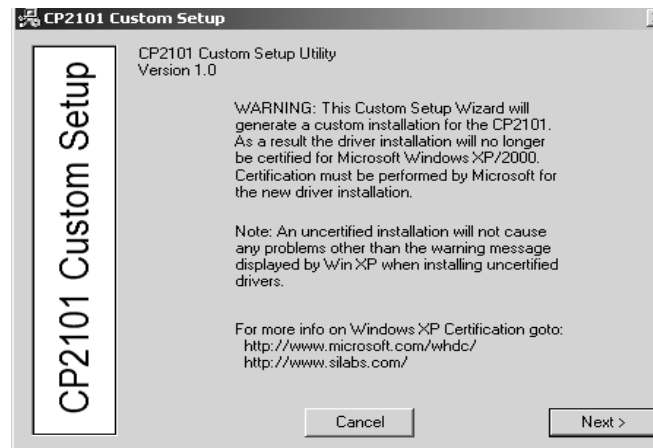 CP2101 Custom Setup
CP2101 Custom Setup
CP2101 Custom Setup Utility
Version 1.0
WARNING: This Custom Setup Wizard will
generate a custom installation for the CP2101.
As a result the driver installation will no longer
be certified for Microsoft Windows XP/2000.
Certification must be performed by Microsoft for
the new driver installation.
Note: An uncertified installation will not cause
any problems other than the warning message
displayed by Win XP when installing uncertified
drivers.
For more info on Windows XP Certification goto:
http://www.microsoft.com/whdc/
http://www.silabs.com/
Cancel
Next >